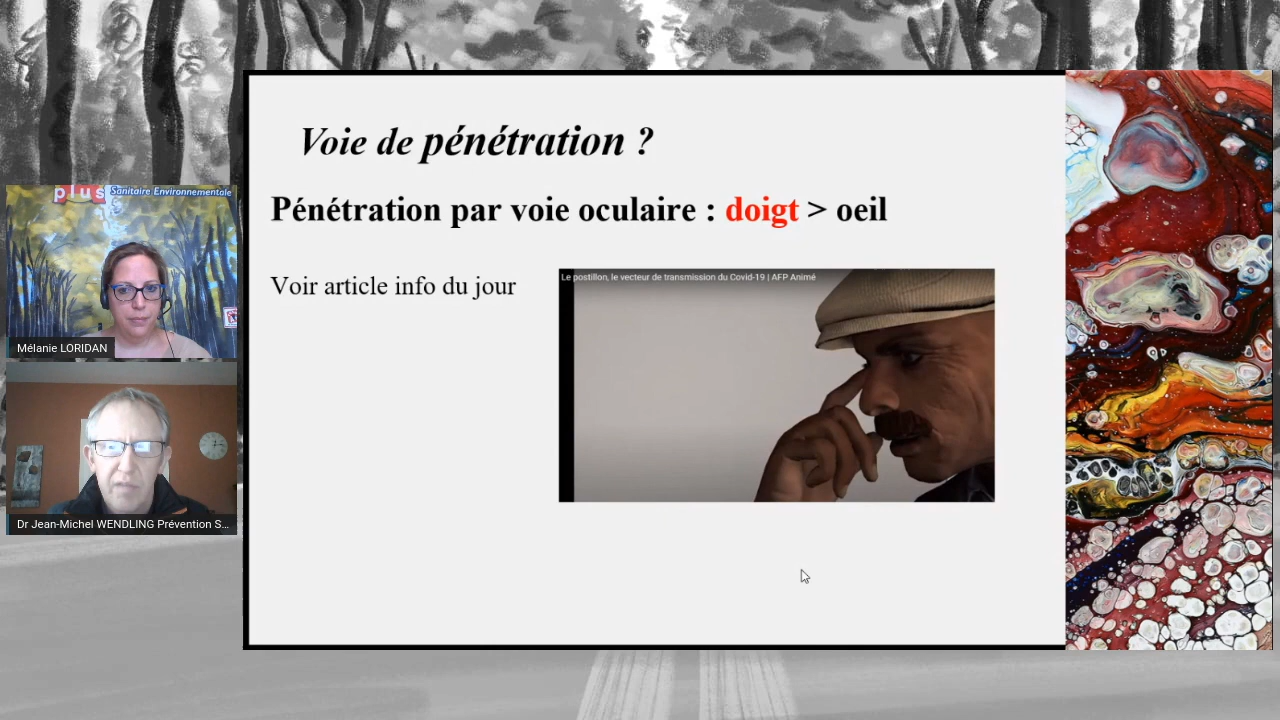 plus Sanitaire Environnementale
Mélanie LORIDAN
Dr Jean-Michel WENDLING Prévention S...
Voie de pénétration ?
Pénétration par voie oculaire : doigt > oeil
Voir article info du jour
Le postillon, le vecteur de transmission du Covid-19 | AFP Animé